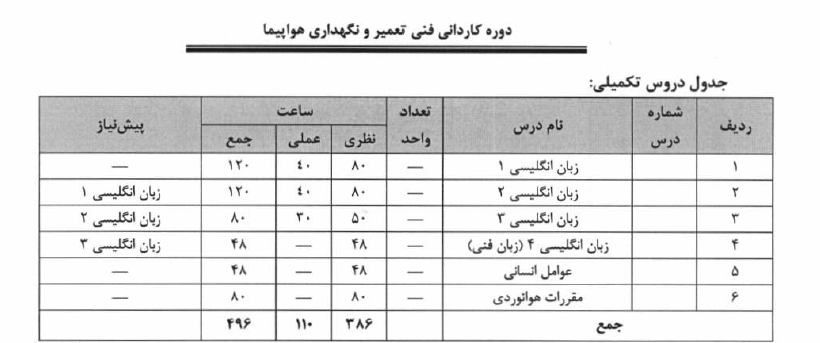 دوره کاردانی فنی تعمیر و نگهداری هواپیما
جدول دروس تکمیلی:
ردیف شماره درس نام درس تعداد واحد ساعت پیش‌نیاز
نظری عملی جمع
۱ زبان انگلیسی ۱ — ۸۰ ۴۰ ۱۲۰ —
۲ زبان انگلیسی ۲ — ۸۰ ۴۰ ۱۲۰ زبان انگلیسی ۱
۳ زبان انگلیسی ۳ — ۵۰ ۳۰ ۸۰ زبان انگلیسی ۲
۴ زبان انگلیسی ۴ (زبان فنی) — ۴۸ — ۴۸ زبان انگلیسی ۳
۵ عوامل انسانی — ۴۸ — ۴۸ —
۶ مقررات هوانوردی — ۸۰ — ۸۰ —
جمع ۳۸۶ ۱۱۰ ۴۹۶